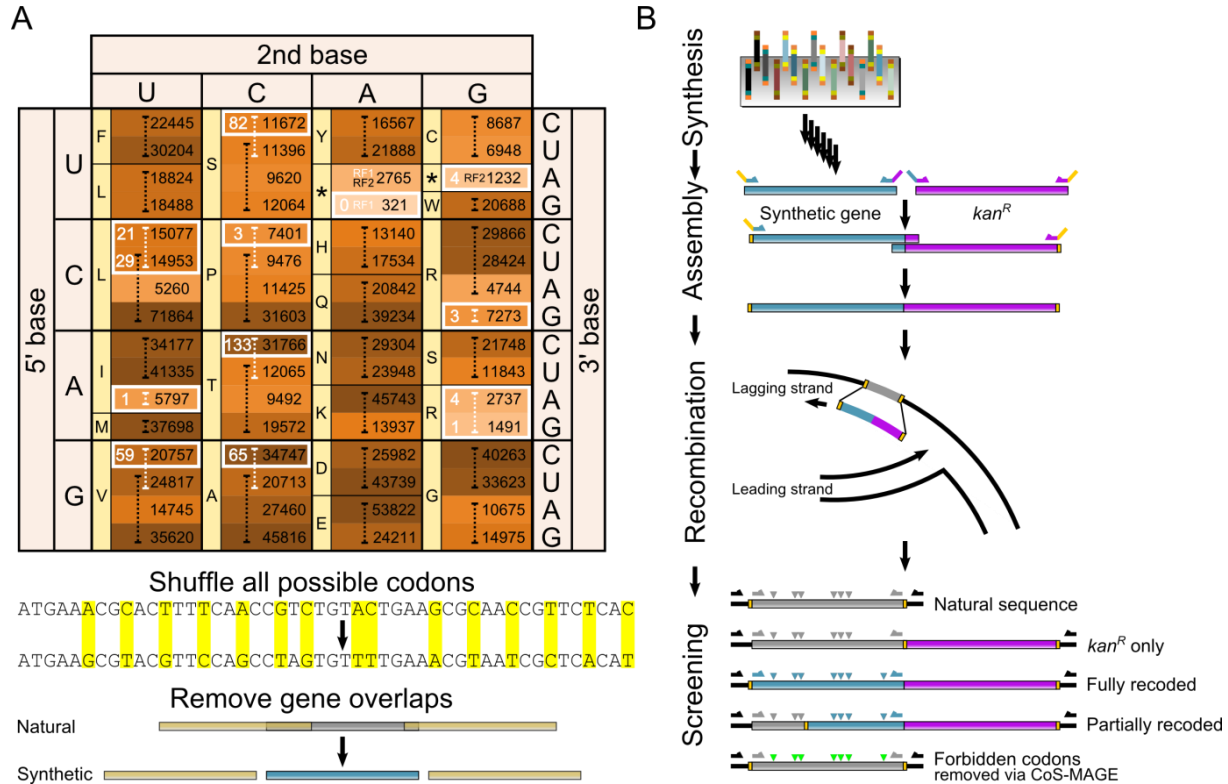 A
2nd base
U C A G
5' base
3' base
U
F 22445 S 82 11672 Y 16567 C 8687 C
30204 11396 21888 6948 U
L 18824 9620 * RF1 RF2 2765 * 4 RF2 1232 A
18488 12064 0 RF1 321 W 20688 G
C
L 21 15077 P 3 7401 H 13140 R 29866 C
29 14953 9476 17534 28424 U
5260 11425 Q 20842 4744 A
71864 31603 39234 3 7273 G
A
I 34177 T 133 31766 N 29304 S 21748 C
41335 12065 23948 11843 U
1 5797 9492 K 45743 R 4 2737 A
M 37698 19572 13937 1 1491 G
G
V 59 20757 A 65 34747 D 25982 G 40263 C
24817 20713 43739 33623 U
14745 27460 E 53822 10675 A
35620 45816 24211 14975 G
Shuffle all possible codons
ATGAAACGCACTTTTCAACCGTCTGTACTGAAGCGCAACCGTTCTCAC
ATGAAGCGTACGTTCCAGCCTAGTGTTTTGAAACGTAATCGCTCACAT
Remove gene overlaps
Natural
Synthetic
B
Synthesis
Assembly
Synthetic gene
kanR
Recombination
Lagging strand
Leading strand
Screening
Natural sequence
kanR only
Fully recoded
Partially recoded
Forbidden codons
removed via CoS-MAGE